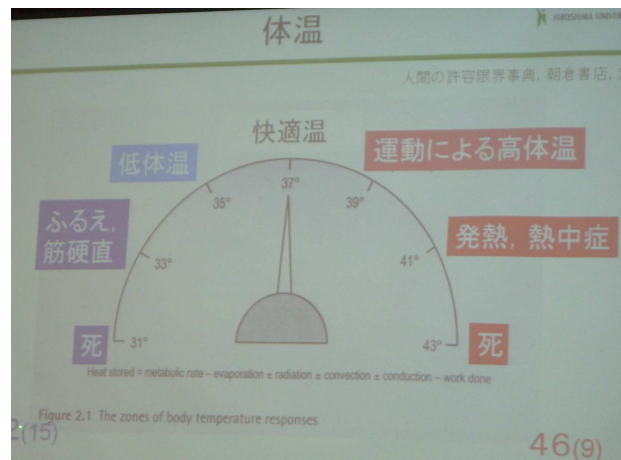 体温
HIROSHIMA
人間の許容限界事典, 朝倉書店,
快適温
低体温
運動による高体温
37°
35°
39°
ふるえ,
筋硬直
発熱, 熱中症
33°
41°
死
31°
43°
死
Heat stored = metabolic rate – evaporation ± radiation ± convection ± conduction – work done
Figure 2.1 The zones of body temperature responses
2(15)
46(9)